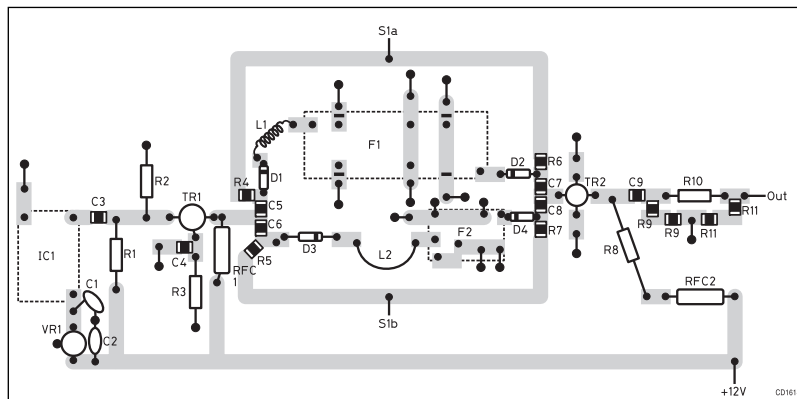 S1a
L1
F1
R2
D1
D2
R6
R4
C7
TR2
C9
R10
C3
TR1
C5
Out
C8
R11
C6
F2
D4
R7
R9
R9
R11
IC1
R1
C4
RFC
1
R5
D3
L2
R8
C1
R3
RFC2
VR1
C2
S1b
+12V
CD161